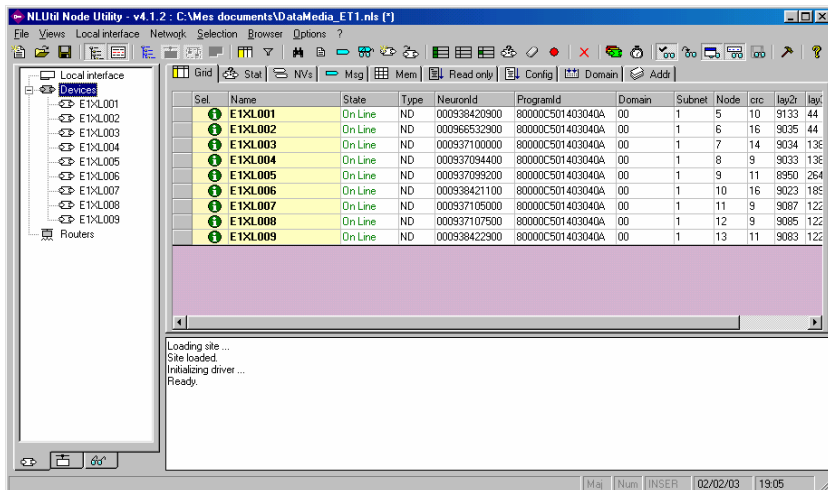 NLUtil Node Utility - v4.1.2 : C:\Mes documents\DataMedia_ET1.nls (*)
File Views Local interface Network Selection Browser Options ?
Local interface
Devices
E1XL001
E1XL002
E1XL003
E1XL004
E1XL005
E1XL006
E1XL007
E1XL008
E1XL009
Routers
Grid Stat NVs Msg Mem Read only Config Domain Addr
Sel. Name State Type NeuronId ProgramId Domain Subnet Node crc lay2r
E1XL001 On Line ND 000938420900 80000C501403040A 00 1 5 10 9133 44
E1XL002 On Line ND 000966532900 80000C501403040A 00 1 6 16 9035 44
E1XL003 On Line ND 000937100000 80000C501403040A 00 1 7 14 9034 138
E1XL004 On Line ND 000937094400 80000C501403040A 00 1 8 9 9033 138
E1XL005 On Line ND 000937099200 80000C501403040A 00 1 9 11 8950 264
E1XL006 On Line ND 000938421100 80000C501403040A 00 1 10 16 9023 189
E1XL007 On Line ND 000937105000 80000C501403040A 00 1 11 9 9087 122
E1XL008 On Line ND 000937107500 80000C501403040A 00 1 12 9 9085 122
E1XL009 On Line ND 000938422900 80000C501403040A 00 1 13 11 9083 122
Loading site ...
Site loaded.
Initializing driver ...
Ready.
Maj Num INSER 02/02/03 19:05